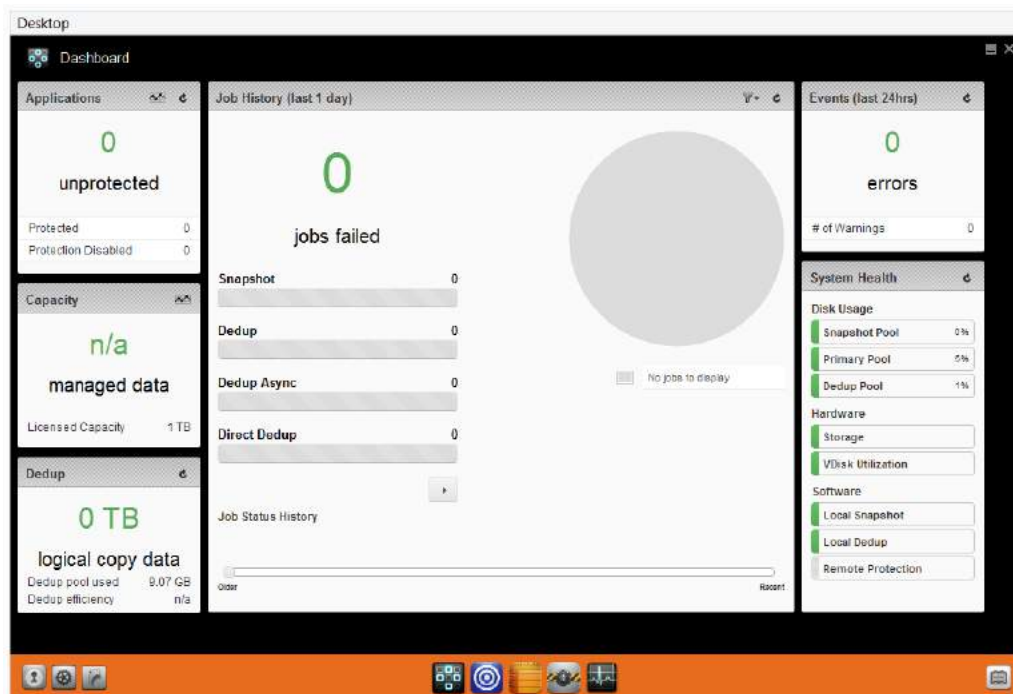 Desktop
Dashboard
Applications
0
unprotected
Protected 0
Protection Disabled 0
Capacity
n/a
managed data
Licensed Capacity 1 TB
Dedup
0 TB
logical copy data
Dedup pool used 9.07 GB
Dedup efficiency n/a
Job History (last 1 day)
0
jobs failed
Snapshot 0
Dedup 0
Dedup Async 0
Direct Dedup 0
No jobs to display
Job Status History
Older Recent
Events (last 24hrs)
0
errors
# of Warnings 0
System Health
Disk Usage
Snapshot Pool 0%
Primary Pool 5%
Dedup Pool 1%
Hardware
Storage
VDisk Utilization
Software
Local Snapshot
Local Dedup
Remote Protection